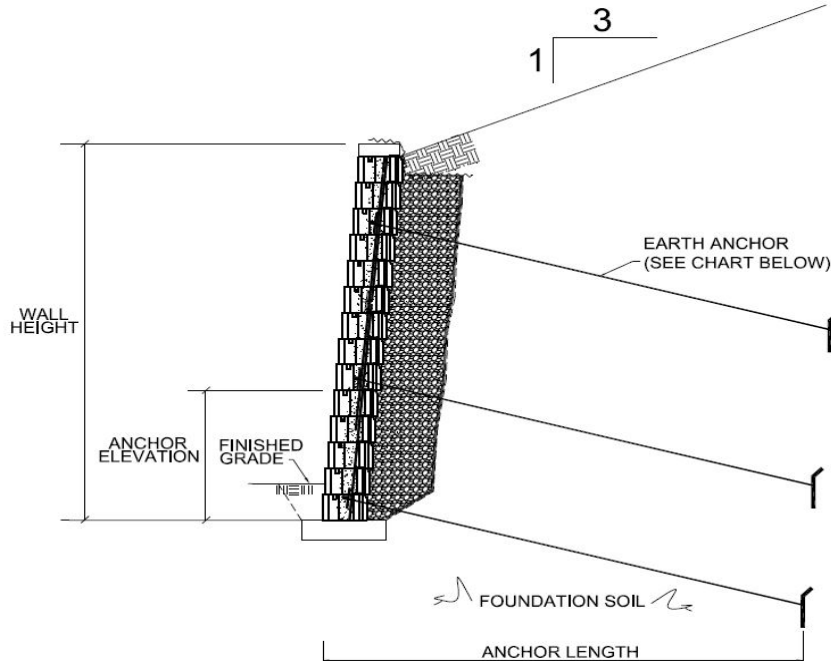 3
1
EARTH ANCHOR
(SEE CHART BELOW)
WALL
HEIGHT
ANCHOR
ELEVATION
FINISHED
GRADE
FOUNDATION SOIL
ANCHOR LENGTH